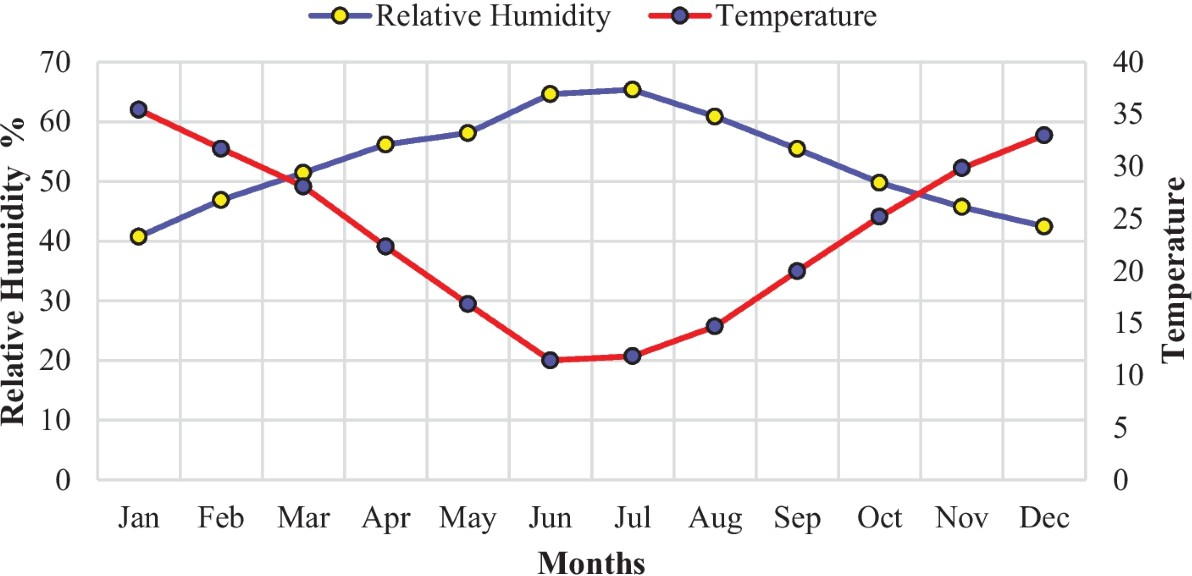 Relative Humidity Temperature
70 40
60 35
50 30
40 25
30 20
20 15
10 10
0 5
0
Relative Humidity %
Temperature
Jan Feb Mar Apr May Jun Jul Aug Sep Oct Nov Dec
Months